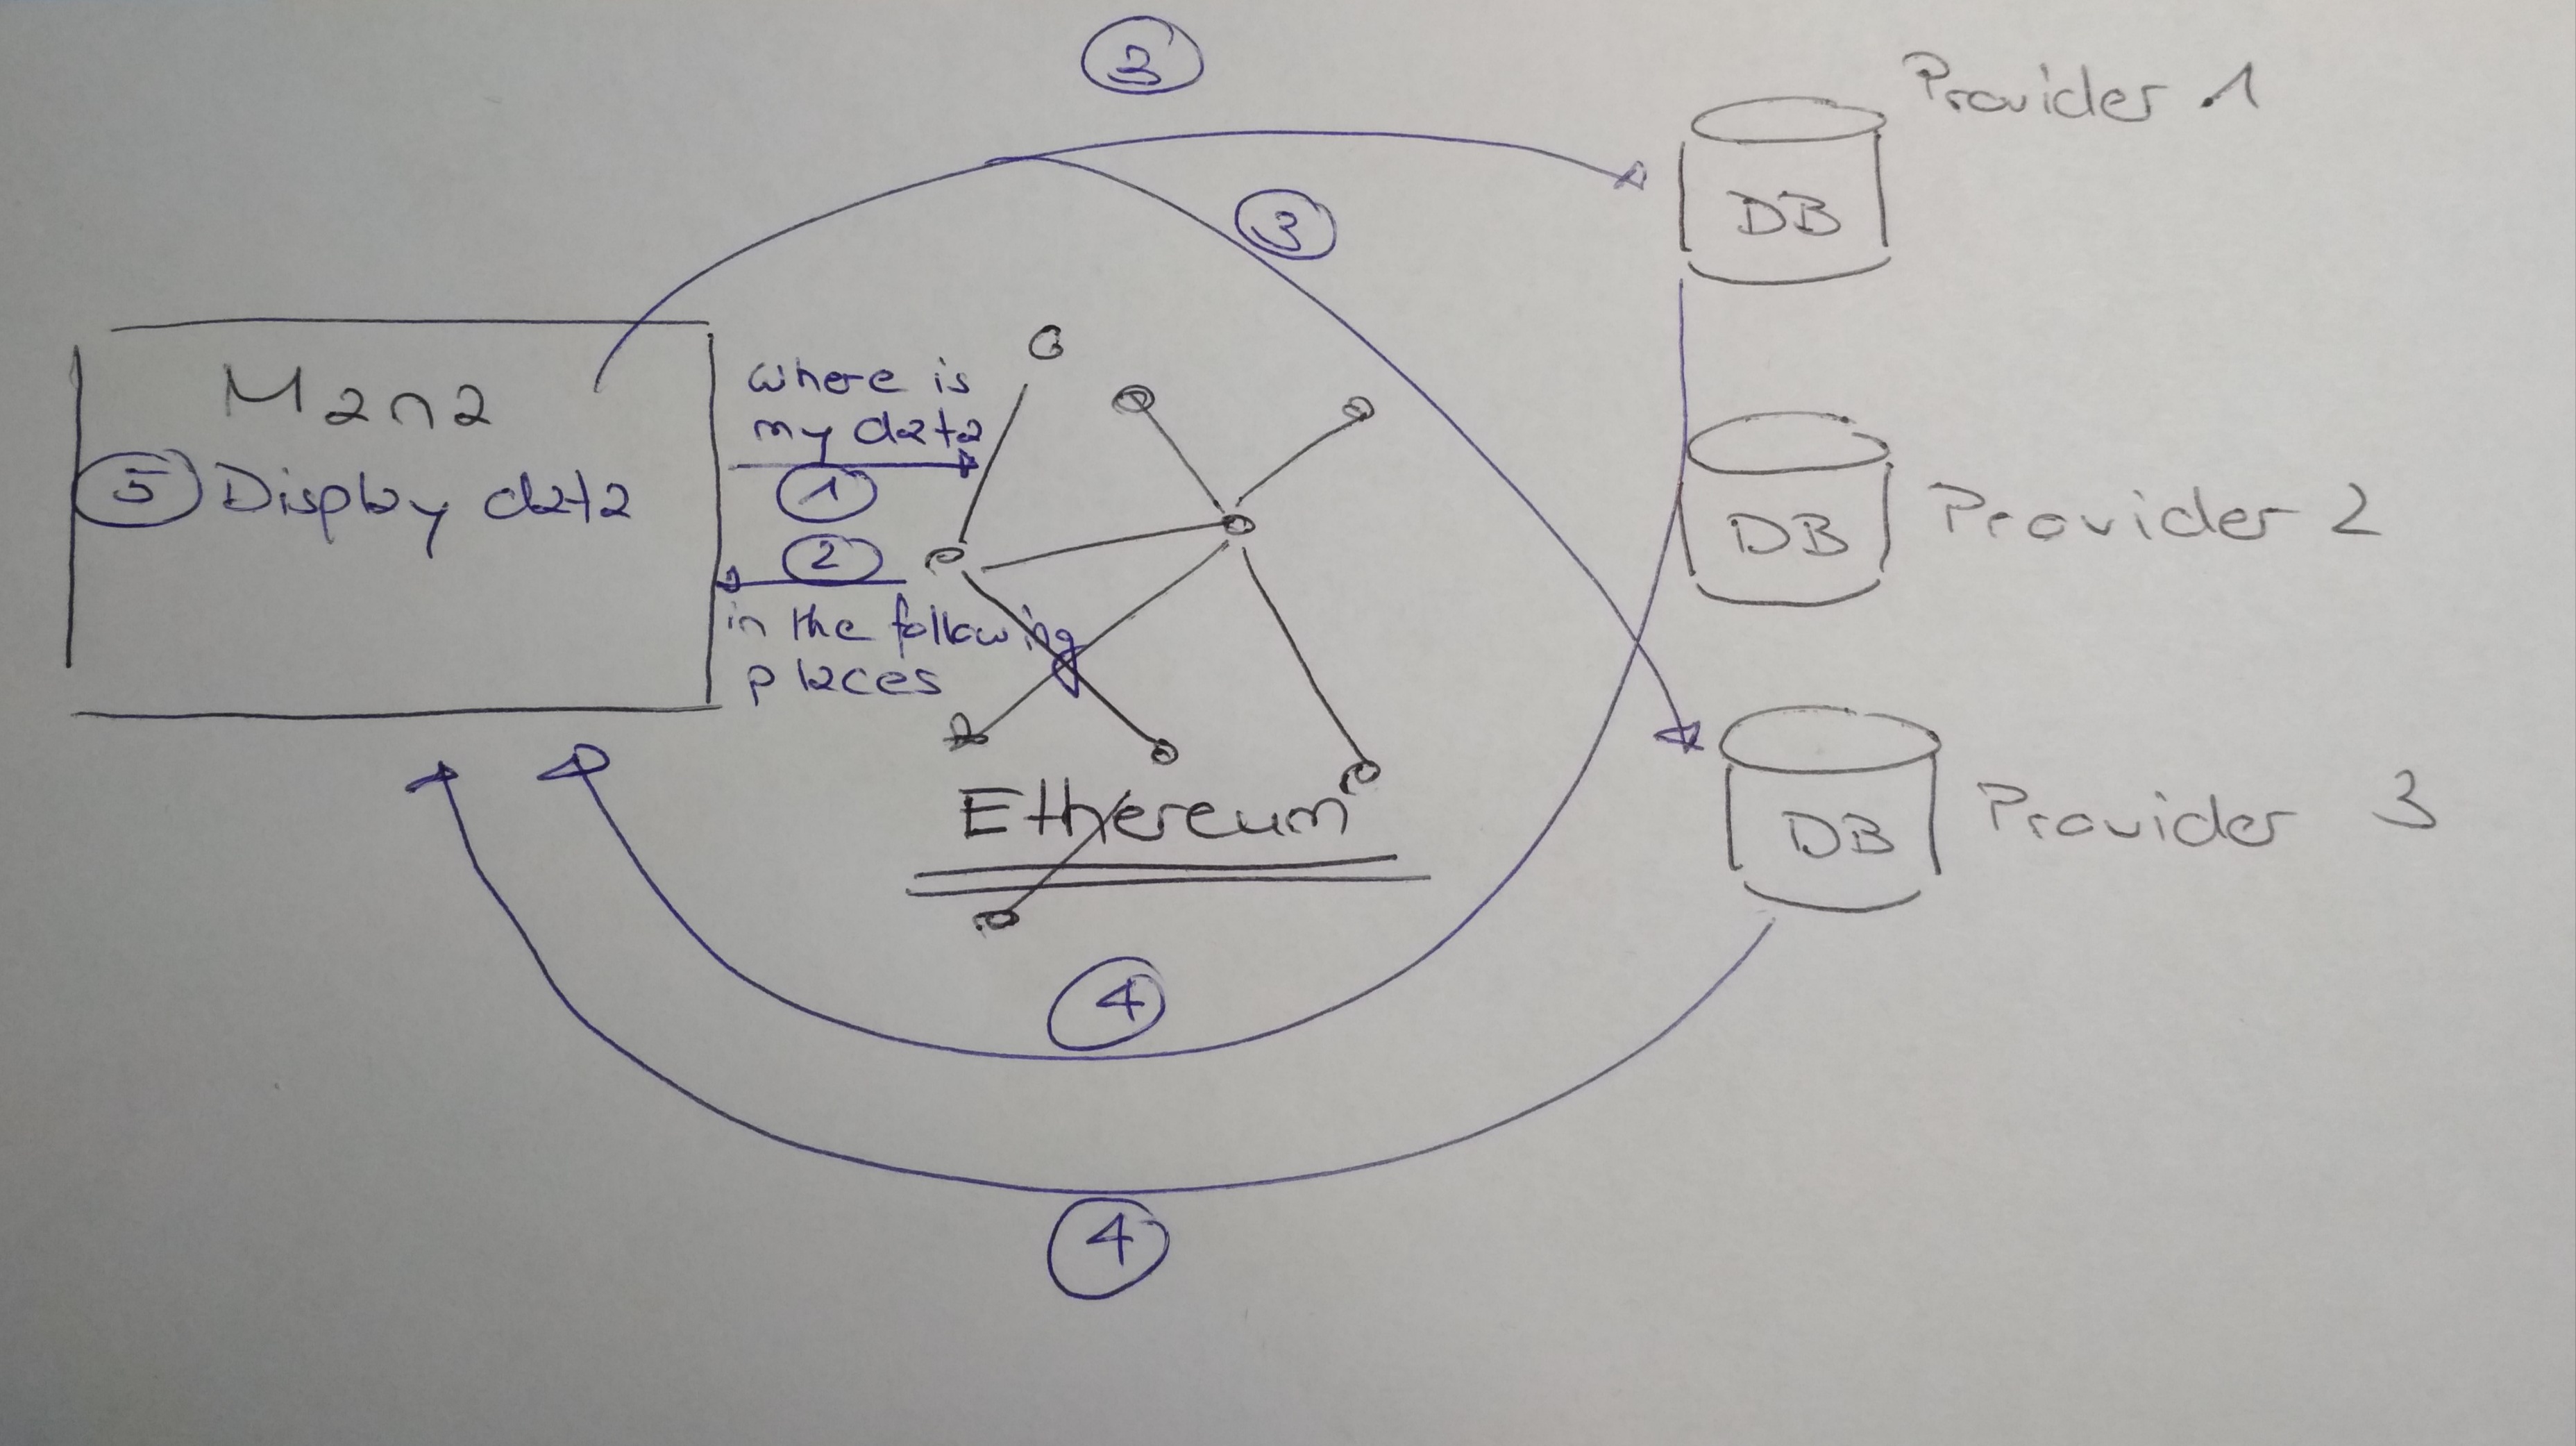 3
Provider 1
DB
3
Mana
where is
my data
5 Display data
1
2
DB
Provider 2
in the following
places
Ethereum
DB
Provider 3
4
4